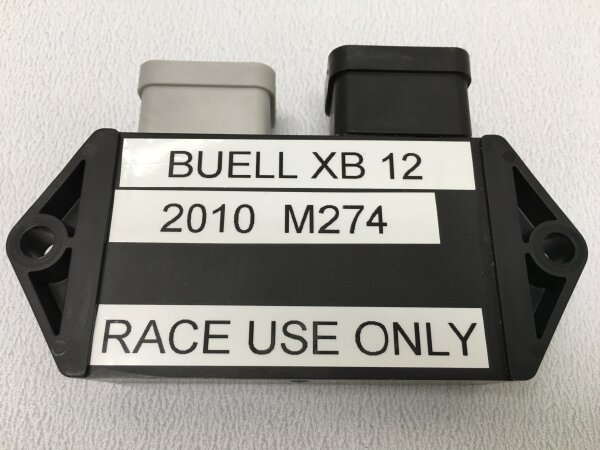 BUELL XB 12
2010 M274
RACE USE ONLY